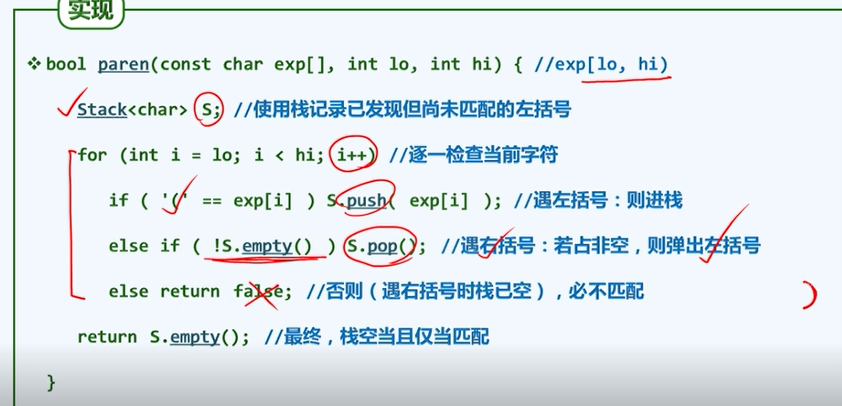 实现
❖bool paren(const char exp[], int lo, int hi) { //exp[lo, hi)
Stack<char> S; //使用栈记录已发现但尚未匹配的左括号
for (int i = lo; i < hi; i++) //逐一检查当前字符
if ( '(' == exp[i] ) S.push( exp[i] ); //遇左括号：则进栈
else if ( !S.empty() ) S.pop(); //遇右括号：若占非空，则弹出左括号
else return false; //否则（遇右括号时栈已空），必不匹配
)
return S.empty(); //最终，栈空当且仅当匹配
}